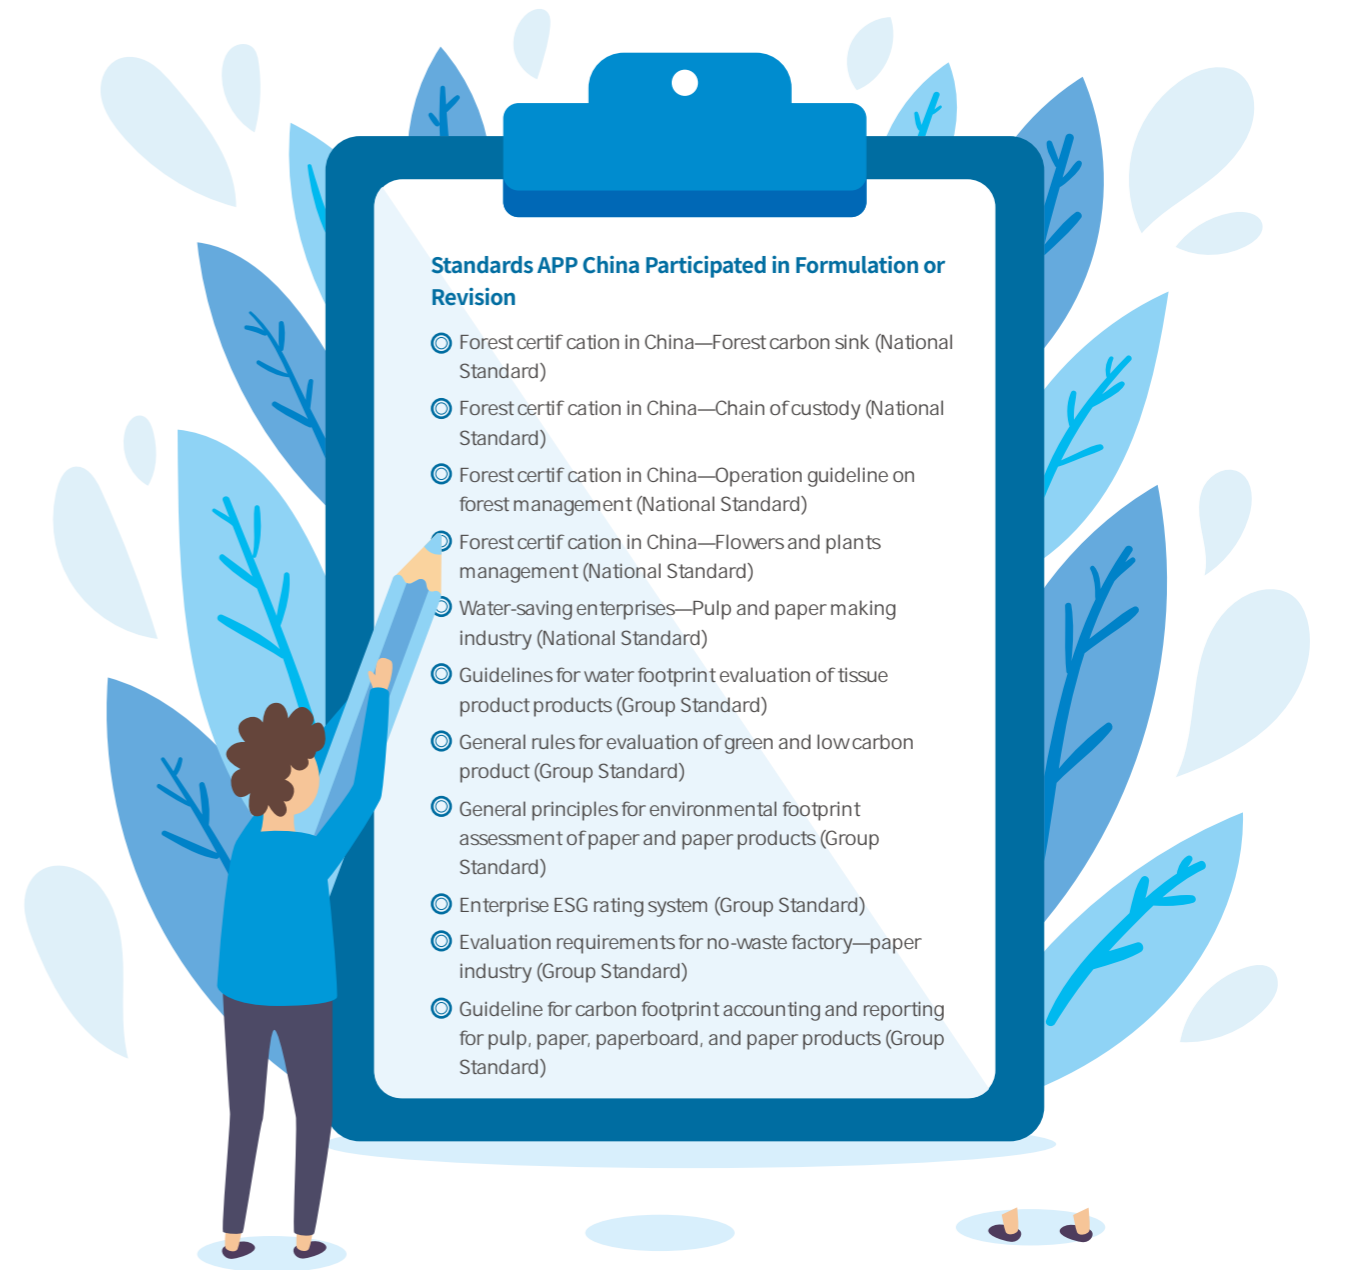 Standards APP China Participated in Formulation or
Revision
Forest certif cation in China—Forest carbon sink (National
Standard)
Forest certif cation in China—Chain of custody (National
Standard)
Forest certif cation in China—Operation guideline on
forest management (National Standard)
Forest certif cation in China—Flowers and plants
management (National Standard)
Water-saving enterprises—Pulp and paper making
industry (National Standard)
Guidelines for water footprint evaluation of tissue
product products (Group Standard)
General rules for evaluation of green and low carbon
product (Group Standard)
General principles for environmental footprint
assessment of paper and paper products (Group
Standard)
Enterprise ESG rating system (Group Standard)
Evaluation requirements for no-waste factory—paper
industry (Group Standard)
Guideline for carbon footprint accounting and reporting
for pulp, paper, paperboard, and paper products (Group
Standard)